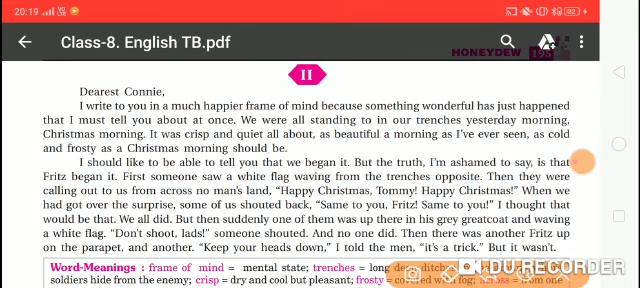 20:19
92
Class-8. English TB.pdf
HONEYDEW 195
II
Dearest Connie,
I write to you in a much happier frame of mind because something wonderful has just happened
that I must tell you about at once. We were all standing to in our trenches yesterday morning,
Christmas morning. It was crisp and quiet all about, as beautiful a morning as I've ever seen, as cold
and frosty as a Christmas morning should be.
I should like to be able to tell you that we began it. But the truth, I'm ashamed to say, is that
Fritz began it. First someone saw a white flag waving from the trenches opposite. Then they were
calling out to us from across no man's land, "Happy Christmas, Tommy! Happy Christmas!" When we
had got over the surprise, some of us shouted back, "Same to you, Fritz! Same to you!" I thought that
would be that. We all did. But then suddenly one of them was up there in his grey greatcoat and waving
a white flag. "Don't shoot, lads!" someone shouted. And no one did. Then there was another Fritz up
on the parapet, and another. "Keep your heads down," I told the men, "it's a trick." But it wasn't.
Word-Meanings : frame of mind = mental state; trenches = long deep ditches
soldiers hide from the enemy; crisp = dry and cool but pleasant; frosty = covered with fog; across = from one
DU RECORDER